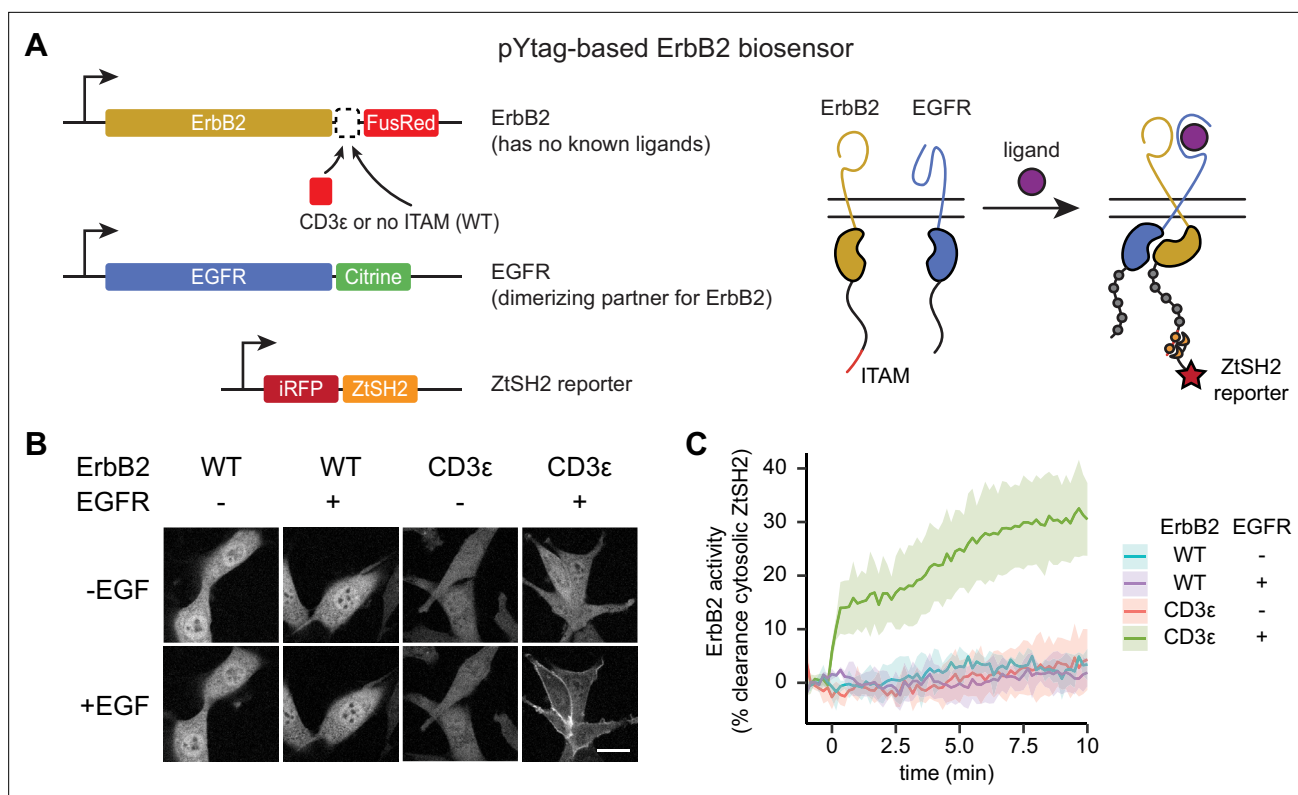 A
pYtag-based ErbB2 biosensor
ErbB2
FusRed
ErbB2
(has no known ligands)
CD3ε or no ITAM (WT)
EGFR
Citrine
EGFR
(dimerizing partner for ErbB2)
iRFP
ZtSH2
ZtSH2 reporter
ErbB2
EGFR
ligand
ITAM
ZtSH2
reporter
B
ErbB2 WT WT CD3ε CD3ε
EGFR - + - +
-EGF
+EGF
C
ErbB2 activity
(% clearance cytosolic ZtSH2)
40
30
20
10
0
0 2.5 5.0 7.5 10
time (min)
ErbB2 EGFR
WT -
WT +
CD3ε -
CD3ε +